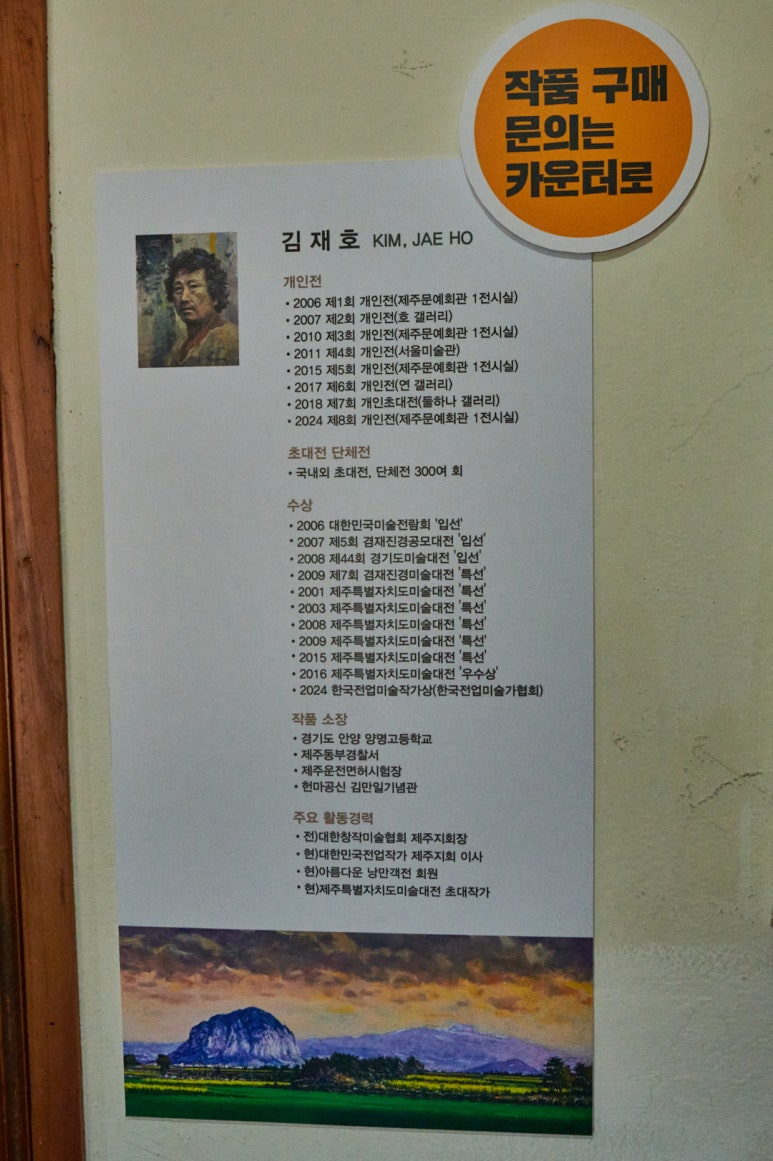 작품 구매
문의는
카운터로
김재호 KIM, JAE HO
개인전
• 2006 제1회 개인전(제주문예회관 1전시실)
• 2007 제2회 개인전(호 갤러리)
• 2010 제3회 개인전(제주문예회관 1전시실)
• 2011 제4회 개인전(서울미술관)
• 2015 제5회 개인전(제주문예회관 1전시실)
• 2017 제6회 개인전(연 갤러리)
• 2018 제7회 개인초대전(둘하나 갤러리)
• 2024 제8회 개인전(제주문예회관 1전시실)
초대전 단체전
• 국내외 초대전, 단체전 300여 회
수상
• 2006 대한민국미술전람회 '입선'
• 2007 제5회 겸재진경공모대전 '입선'
• 2008 제44회 경기도미술대전 '입선'
• 2009 제7회 겸재진경미술대전 '특선'
• 2001 제주특별자치도미술대전 '특선'
• 2003 제주특별자치도미술대전 '특선'
• 2008 제주특별자치도미술대전 '특선'
• 2009 제주특별자치도미술대전 '특선'
• 2015 제주특별자치도미술대전 '특선'
• 2016 제주특별자치도미술대전 '우수상'
• 2024 한국전업미술작가상(한국전업미술가협회)
작품 소장
• 경기도 안양 양명고등학교
• 제주동부경찰서
• 제주운전면허시험장
• 헌마공신 김만일기념관
주요 활동경력
• 전)대한창작미술협회 제주지회장
• 현)대한민국전업작가 제주지회 이사
• 현)아름다운 낭만객전 회원
• 현)제주특별자치도미술대전 초대작가